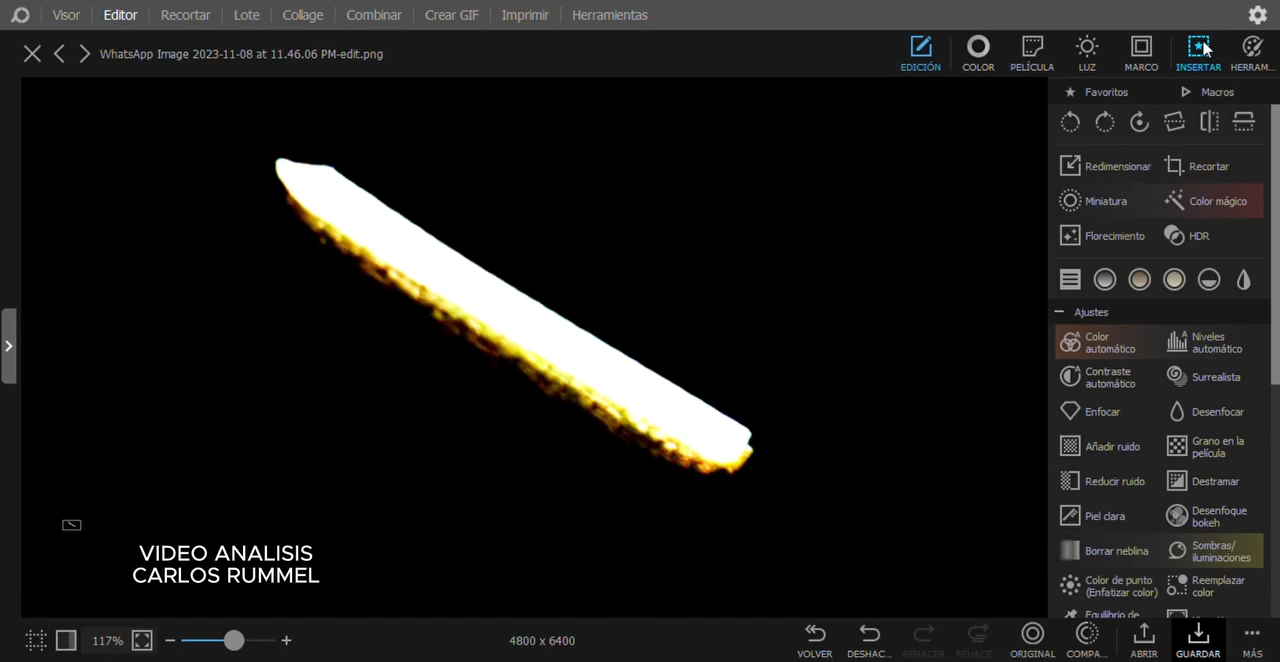 Visor
Editor
Recortar
Lote
Collage
Combinar
Crear GIF
Imprimir
Herramientas
WhatsApp Image 2023-11-08 at 11.46.06 PM-edit.png
EDICIÓN
COLOR
PELÍCULA
LUZ
MARCO
INSERTAR
HERRAM...
Favoritos
Macros
Redimensionar
Recortar
Miniatura
Color mágico
Florecimiento
HDR
Ajustes
Color
automático
Niveles
automático
Contraste
automático
Surrealista
Enfocar
Desenfocar
Añadir ruido
Grano en la
película
Reducir ruido
Destramar
Piel clara
Desenfoque
bokeh
Borrar neblina
Sombras/
iluminaciones
Color de punto
(Enfatizar color)
Reemplazar
color
Equilibrio de
VIDEO ANALISIS
CARLOS RUMMEL
117%
4800 x 6400
VOLVER
DESHAC...
REHACER
REHACE...
ORIGINAL
COMPA...
ABRIR
GUARDAR
MÁS